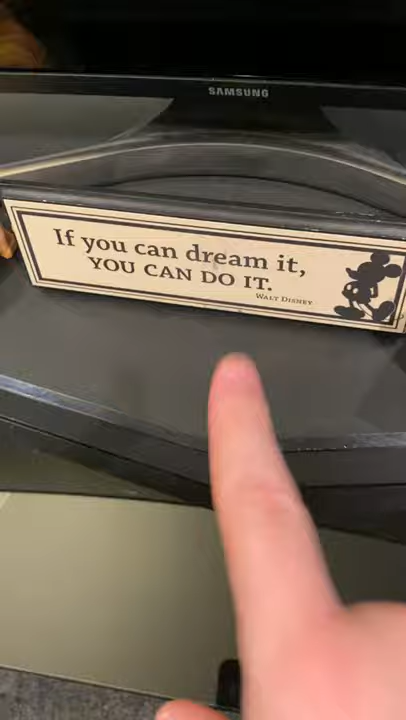 SAMSUNG
If you can dream it,
YOU CAN DO IT.
WALT DISNEY